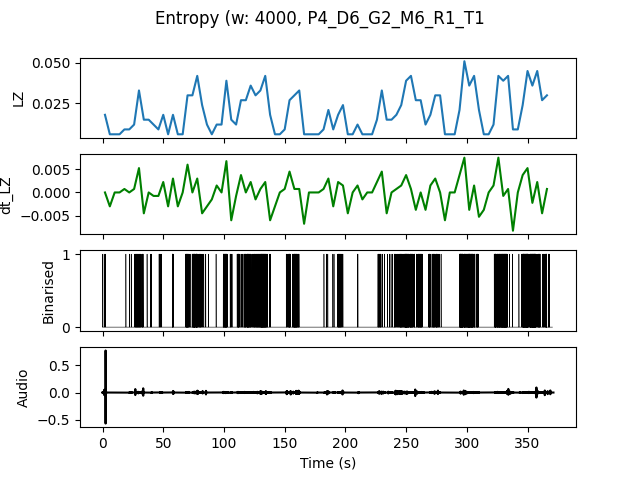 Entropy (w: 4000, P4_D6_G2_M6_R1_T1
LZ
0.050
0.025
dt_LZ
0.005
0.000
−0.005
Binarised
1
0
Audio
0.5
0.0
−0.5
0 50 100 150 200 250 300 350
Time (s)